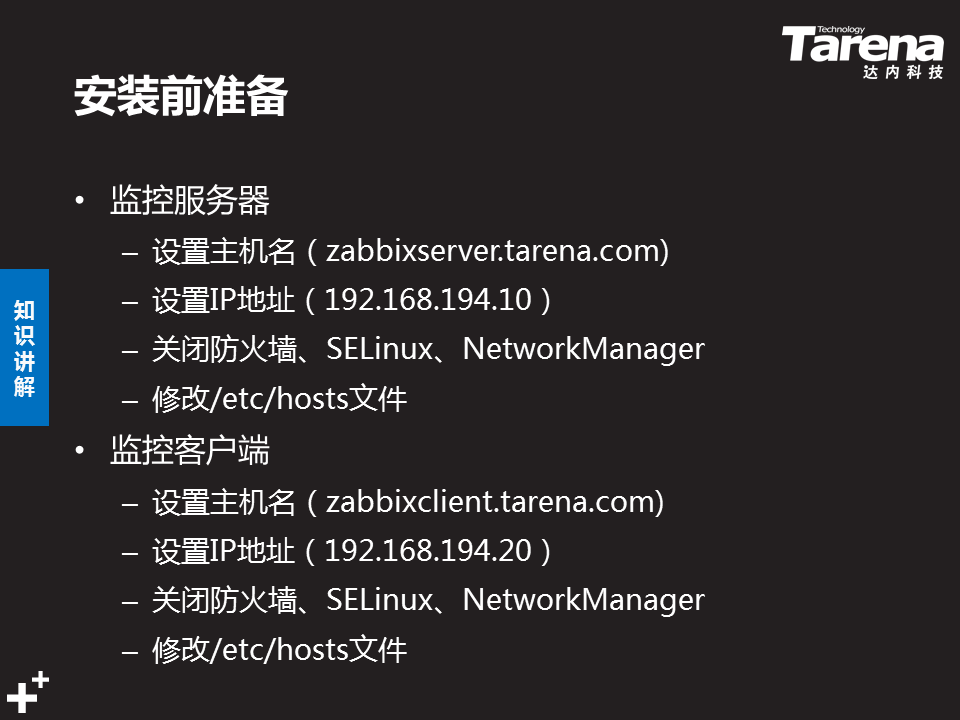 Technology
Tarena
达内科技
安装前准备
• 监控服务器
– 设置主机名（zabbixserver.tarena.com)
– 设置IP地址（192.168.194.10）
– 关闭防火墙、SELinux、NetworkManager
– 修改/etc/hosts文件
知识讲解
• 监控客户端
– 设置主机名（zabbixclient.tarena.com)
– 设置IP地址（192.168.194.20）
– 关闭防火墙、SELinux、NetworkManager
– 修改/etc/hosts文件